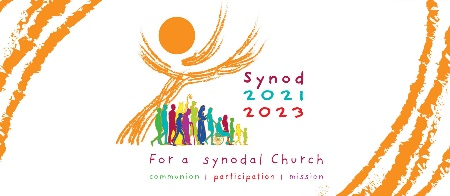 Synod
2021
2023
For a synodal Church
communion | participation | mission